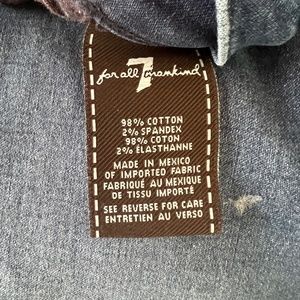 for all 7 mankind
98% COTTON
2% SPANDEX
98% COTON
2% ÉLASTHANNE
MADE IN MEXICO
OF IMPORTED FABRIC
FABRIQUÉ AU MEXIQUE
DE TISSU IMPORTÉ
SEE REVERSE FOR CARE
ENTRETIEN AU VERSO